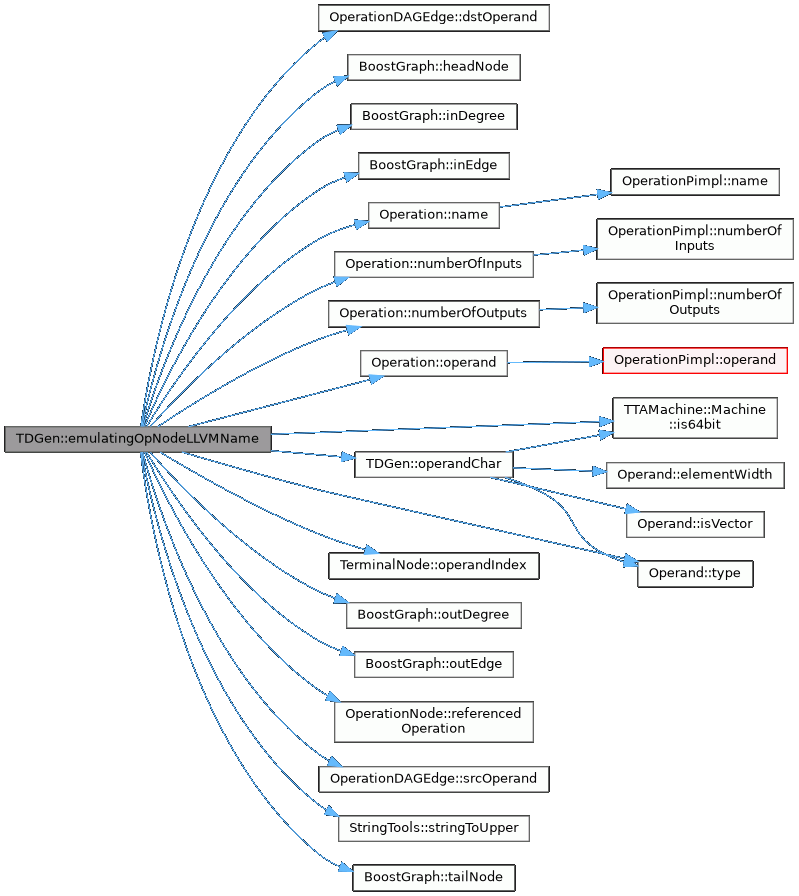 OperationDAGEdge::dstOperand
BoostGraph::headNode
BoostGraph::inDegree
BoostGraph::inEdge
Operation::name
OperationPimpl::name
Operation::numberOfInputs
OperationPimpl::numberOf
Inputs
Operation::numberOfOutputs
OperationPimpl::numberOf
Outputs
Operation::operand
OperationPimpl::operand
TDGen::emulatingOpNodeLLVMName
TTAMachine::Machine
::is64bit
TDGen::operandChar
Operand::elementWidth
Operand::isVector
Operand::type
TerminalNode::operandIndex
BoostGraph::outDegree
BoostGraph::outEdge
OperationNode::referenced
Operation
OperationDAGEdge::srcOperand
StringTools::stringToUpper
BoostGraph::tailNode